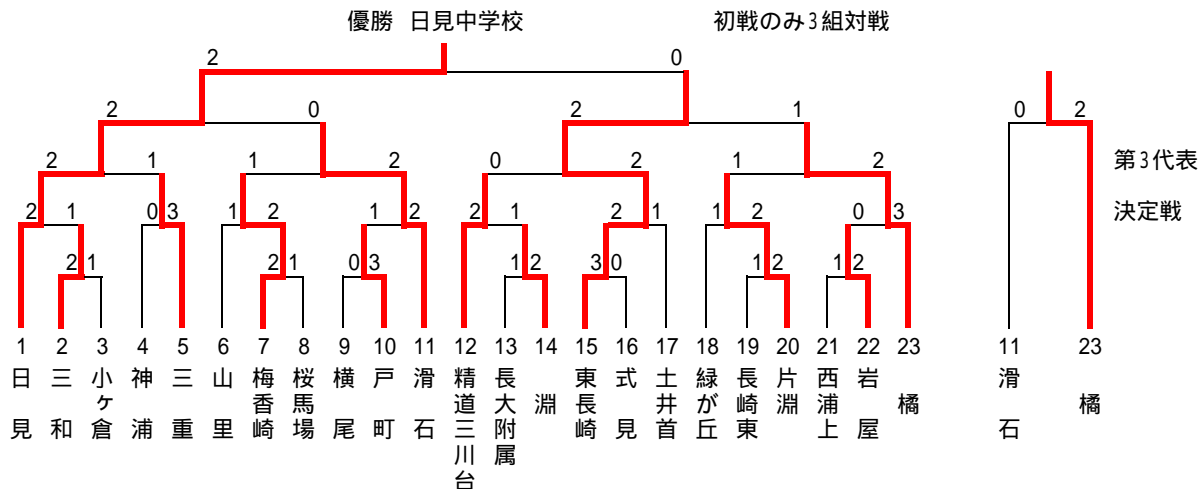 優勝 日見中学校 初戦のみ3組対戦
2 0
2 0 2 1 0 2
第3代表
2 1 1 2 0 2 1 2
決定戦
2 1 0 3 1 2 1 2 2 1 2 1 1 2 0 3
2 1 2 1 0 3 1 2 3 0 1 2 1 2
1 2 3 4 5 6 7 8 9 10 11 12 13 14 15 16 17 18 19 20 21 22 23 11 23
日見
三和
小ヶ倉
神浦
三重
山里
梅香崎
桜馬場
横尾
戸町
滑石
精道三川台
長大附属
淵
東長崎
式見
土井首
緑が丘
長崎東
片淵
西浦上
岩屋
橘
滑石
橘